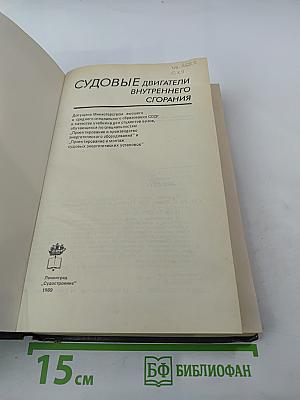 СУДОВЫЕ ДВИГАТЕЛИ
ВНУТРЕННЕГО
СГОРАНИЯ
Допущено Министерством высшего
и среднего специального образования СССР
в качестве учебника для студентов вузов,
обучающихся по специальностям
„Проектирование и производство
энергетического оборудования" и
„Проектирование и монтаж
судовых энергетических установок"
Ленинград
„Судостроение"
1989
15 см
БФ БИБЛИОФАН